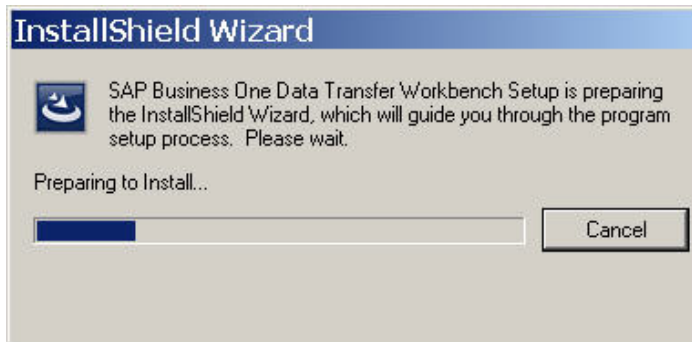 InstallShield Wizard
SAP Business One Data Transfer Workbench Setup is preparing
the InstallShield Wizard, which will guide you through the program
setup process. Please wait.
Preparing to Install...
Cancel